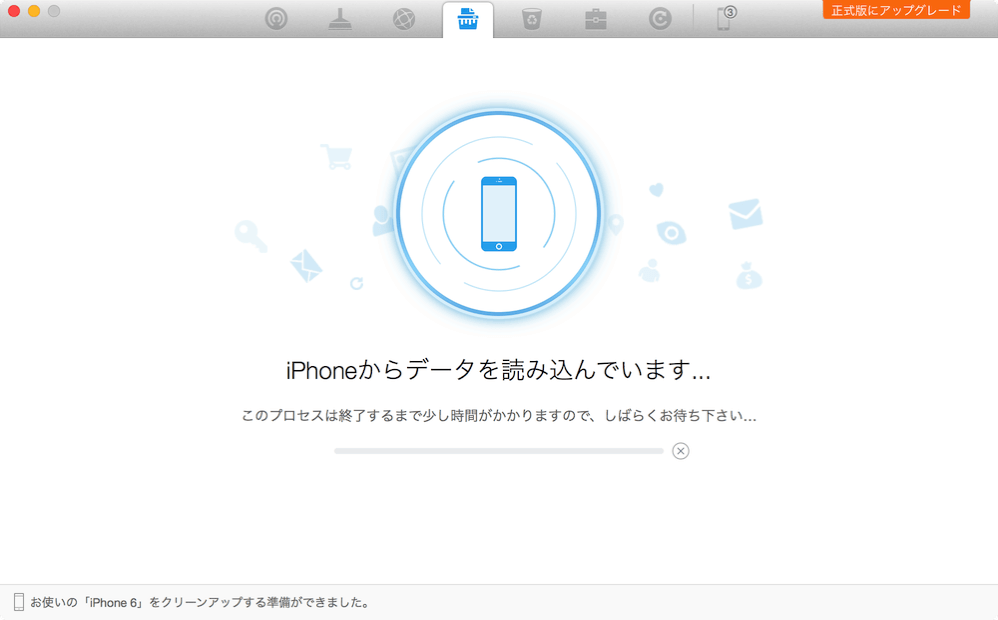 ③
正式版にアップグレード
$
iPhoneからデータを読み込んでいます...
このプロセスは終了するまで少し時間がかかりますので、しばらくお待ち下さい...
お使いの「iPhone 6」をクリーンアップする準備ができました。